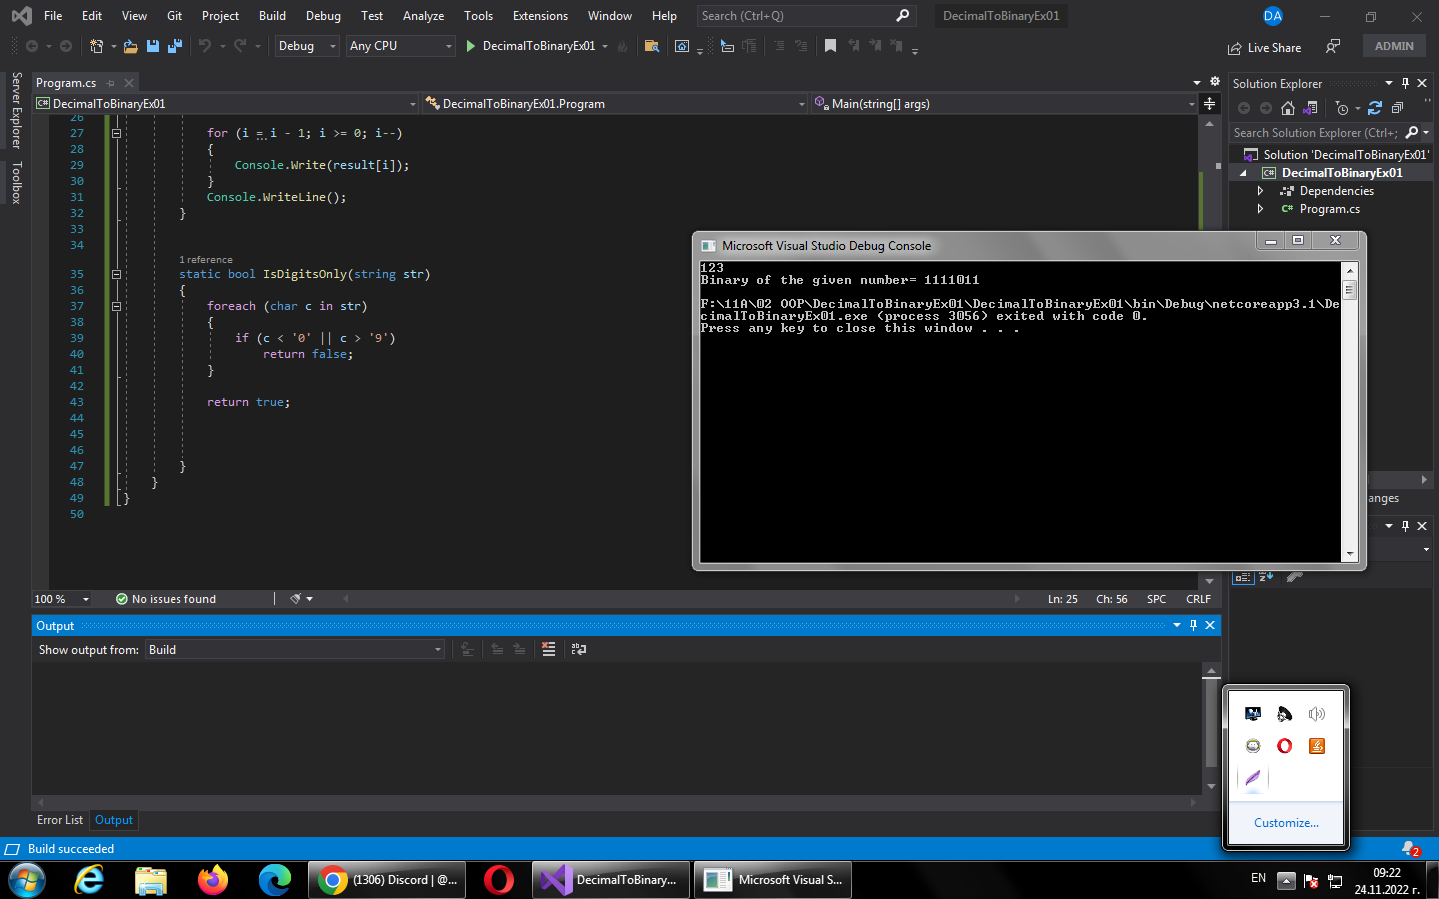 File Edit View Git Project Build Debug Test Analyze Tools Extensions Window Help Search (Ctrl+Q) DecimalToBinaryEx01 DA
Debug Any CPU DecimalToBinaryEx01 Live Share ADMIN
Server Explorer
Toolbox
Program.cs
DecimalToBinaryEx01 DecimalToBinaryEx01.Program Main(string[] args)
26
27 for (i = i - 1; i >= 0; i--)
28 {
29 Console.Write(result[i]);
30 }
31 Console.WriteLine();
32 }
33
34
1 reference
35 static bool IsDigitsOnly(string str)
36 {
37 foreach (char c in str)
38 {
39 if (c < '0' || c > '9')
40 return false;
41 }
42
43 return true;
44
45
46
47 }
48 }
49 }
50
100 % No issues found Ln: 25 Ch: 56 SPC CRLF
Solution Explorer
Search Solution Explorer (Ctrl+;
Solution 'DecimalToBinaryEx01'
DecimalToBinaryEx01
Dependencies
Program.cs
anges
Microsoft Visual Studio Debug Console
123
Binary of the given number= 1111011
F:\11A\02 OOP\DecimalToBinaryEx01\DecimalToBinaryEx01\bin\Debug\netcoreapp3.1\De
cimalToBinaryEx01.exe (process 3056) exited with code 0.
Press any key to close this window . . .
Output
Show output from: Build
Error List Output
Customize...
Build succeeded 2
(1306) Discord | @... DecimalToBinary... Microsoft Visual S... EN 09:22
24.11.2022 г.